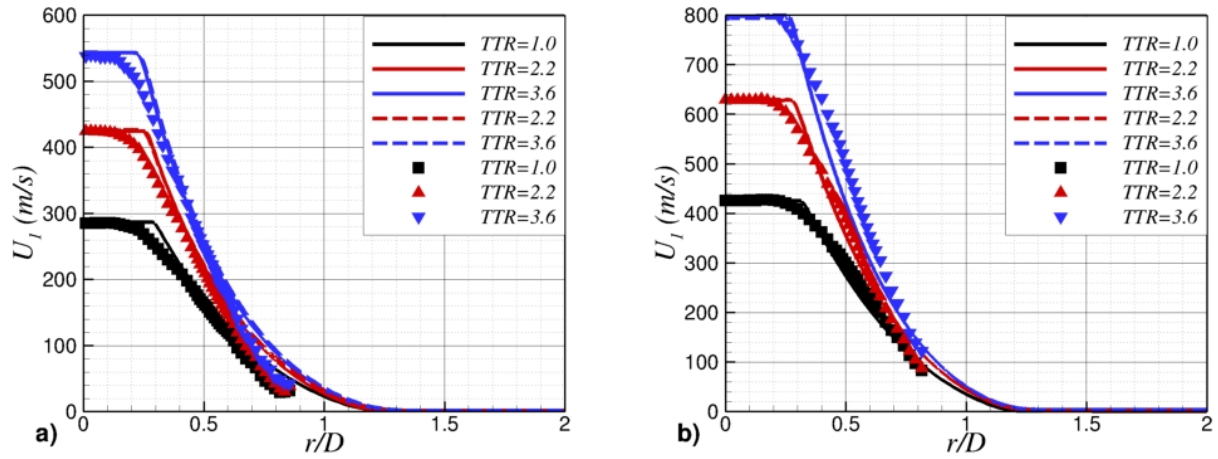 600
500
400
300
200
100
0
U₁ (m/s)
0
0.5
1
1.5
2
r/D
a)
TTR=1.0
TTR=2.2
TTR=3.6
TTR=2.2
TTR=3.6
TTR=1.0
TTR=2.2
TTR=3.6
800
700
600
500
400
300
200
100
0
U₁ (m/s)
0
0.5
1
1.5
2
r/D
b)
TTR=1.0
TTR=2.2
TTR=3.6
TTR=2.2
TTR=3.6
TTR=1.0
TTR=2.2
TTR=3.6